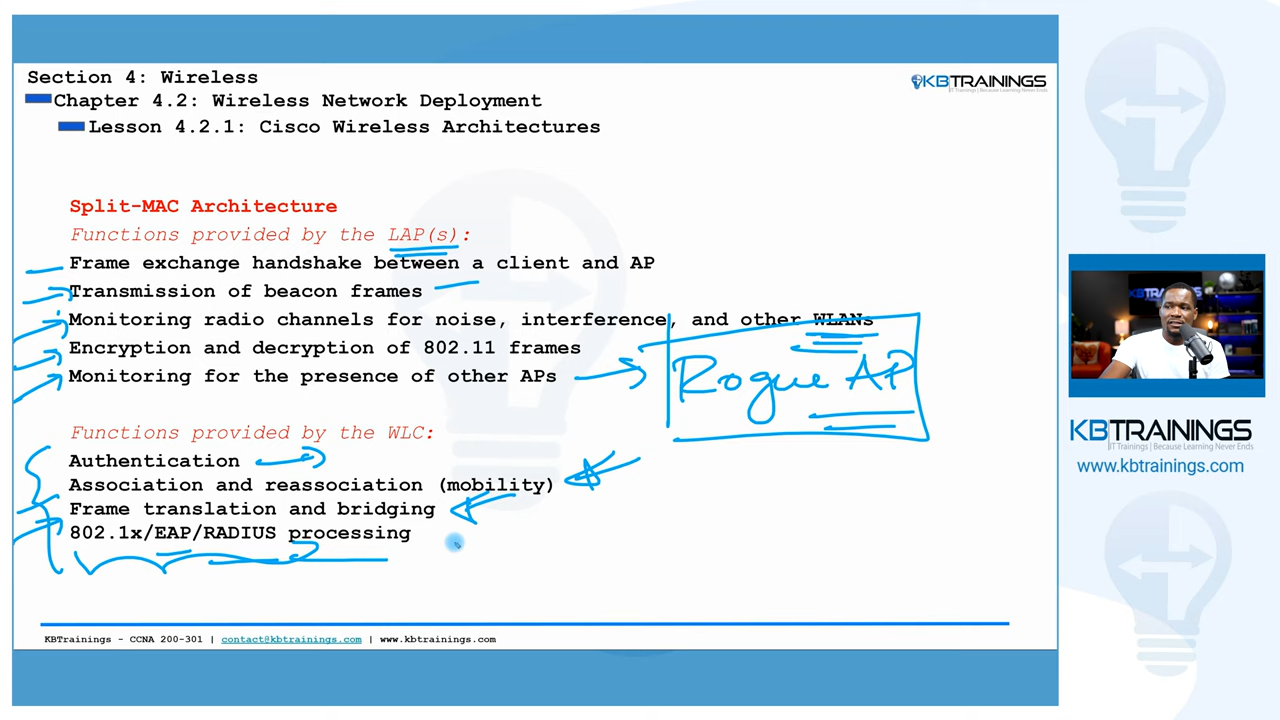 Section 4: Wireless
Chapter 4.2: Wireless Network Deployment
Lesson 4.2.1: Cisco Wireless Architectures
KBTRAININGS
IT Trainings | Because Learning Never Ends
Split-MAC Architecture
Functions provided by the LAP(s):
Frame exchange handshake between a client and AP
Transmission of beacon frames
Monitoring radio channels for noise, interference, and other WLANs
Encryption and decryption of 802.11 frames
Monitoring for the presence of other APs
Rogue AP
Functions provided by the WLC:
Authentication
Association and reassociation (mobility)
Frame translation and bridging
802.1x/EAP/RADIUS processing
KBTrainings - CCNA 200-301 | contact@kbtrainings.com | www.kbtrainings.com
KBTRAININGS
IT Trainings | Because Learning Never Ends
www.kbtrainings.com